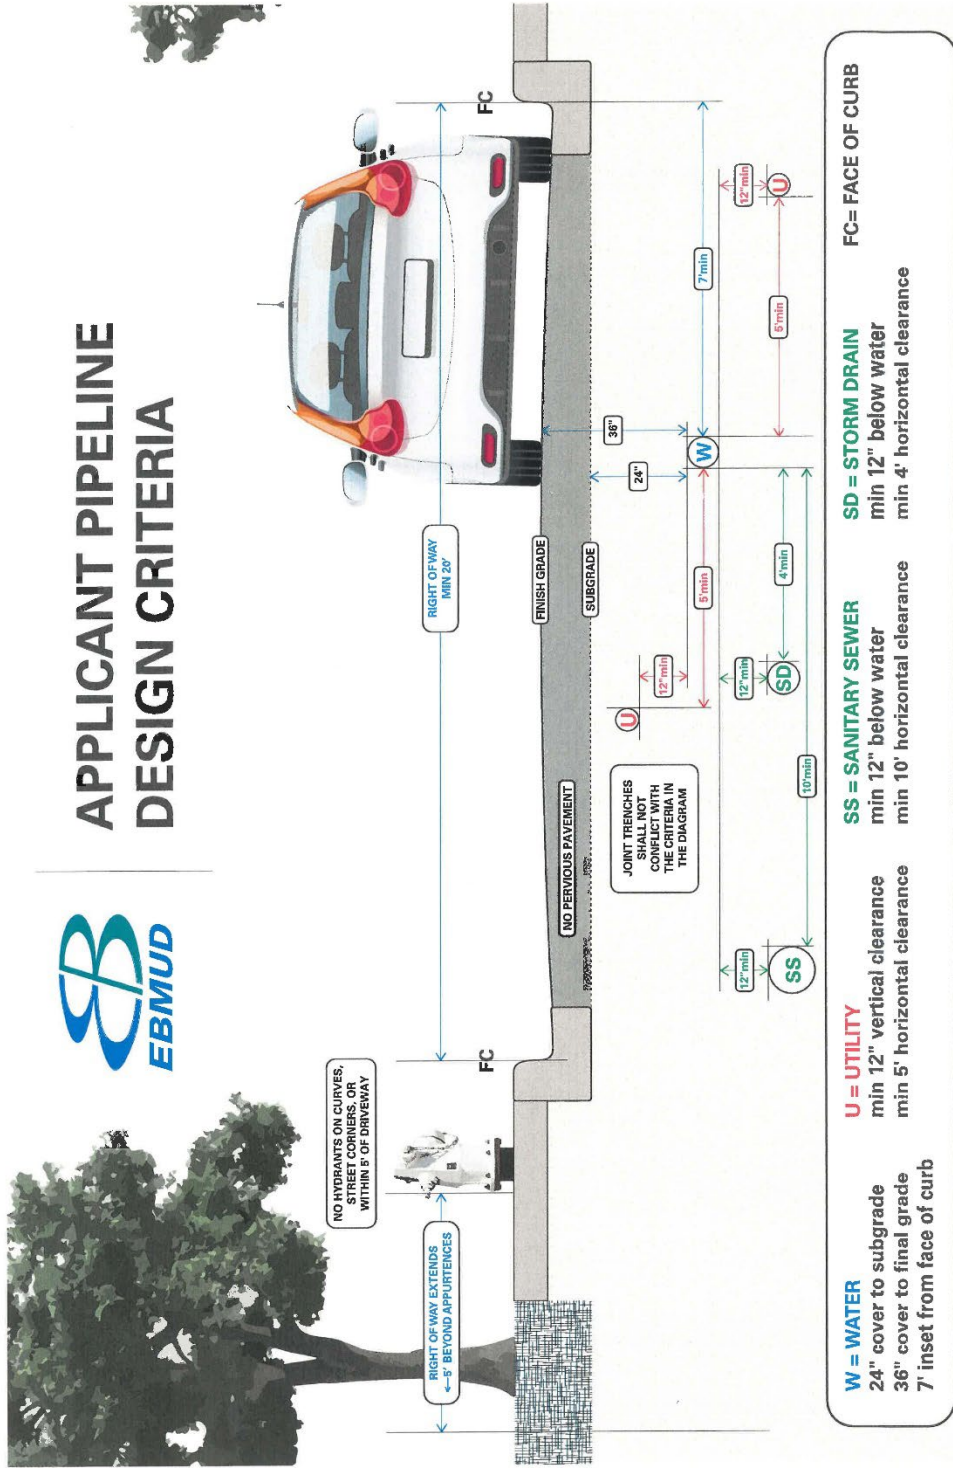 EBMUD
APPLICANT PIPELINE
DESIGN CRITERIA
NO HYDRANTS ON CURVES,
STREET CORNERS, OR
WITHIN 5' OF DRIVEWAY
RIGHT OF WAY EXTENDS
←5' BEYOND APPURTENCES
RIGHT OF WAY
MIN 20'
FC
FC
FINISH GRADE
NO PERVIOUS PAVEMENT
SUBGRADE
JOINT TRENCHES
SHALL NOT
CONFLICT WITH
THE CRITERIA IN
THE DIAGRAM
U
12"min
5'min
24"
36"
W
7'min
SS
12"min
SD
12"min
4'min
10'min
12"min
U
5'min
W = WATER
24" cover to subgrade
36" cover to final grade
7' inset from face of curb
U = UTILITY
min 12" vertical clearance
min 5' horizontal clearance
SS = SANITARY SEWER
min 12" below water
min 10' horizontal clearance
SD = STORM DRAIN
min 12" below water
min 4' horizontal clearance
FC= FACE OF CURB